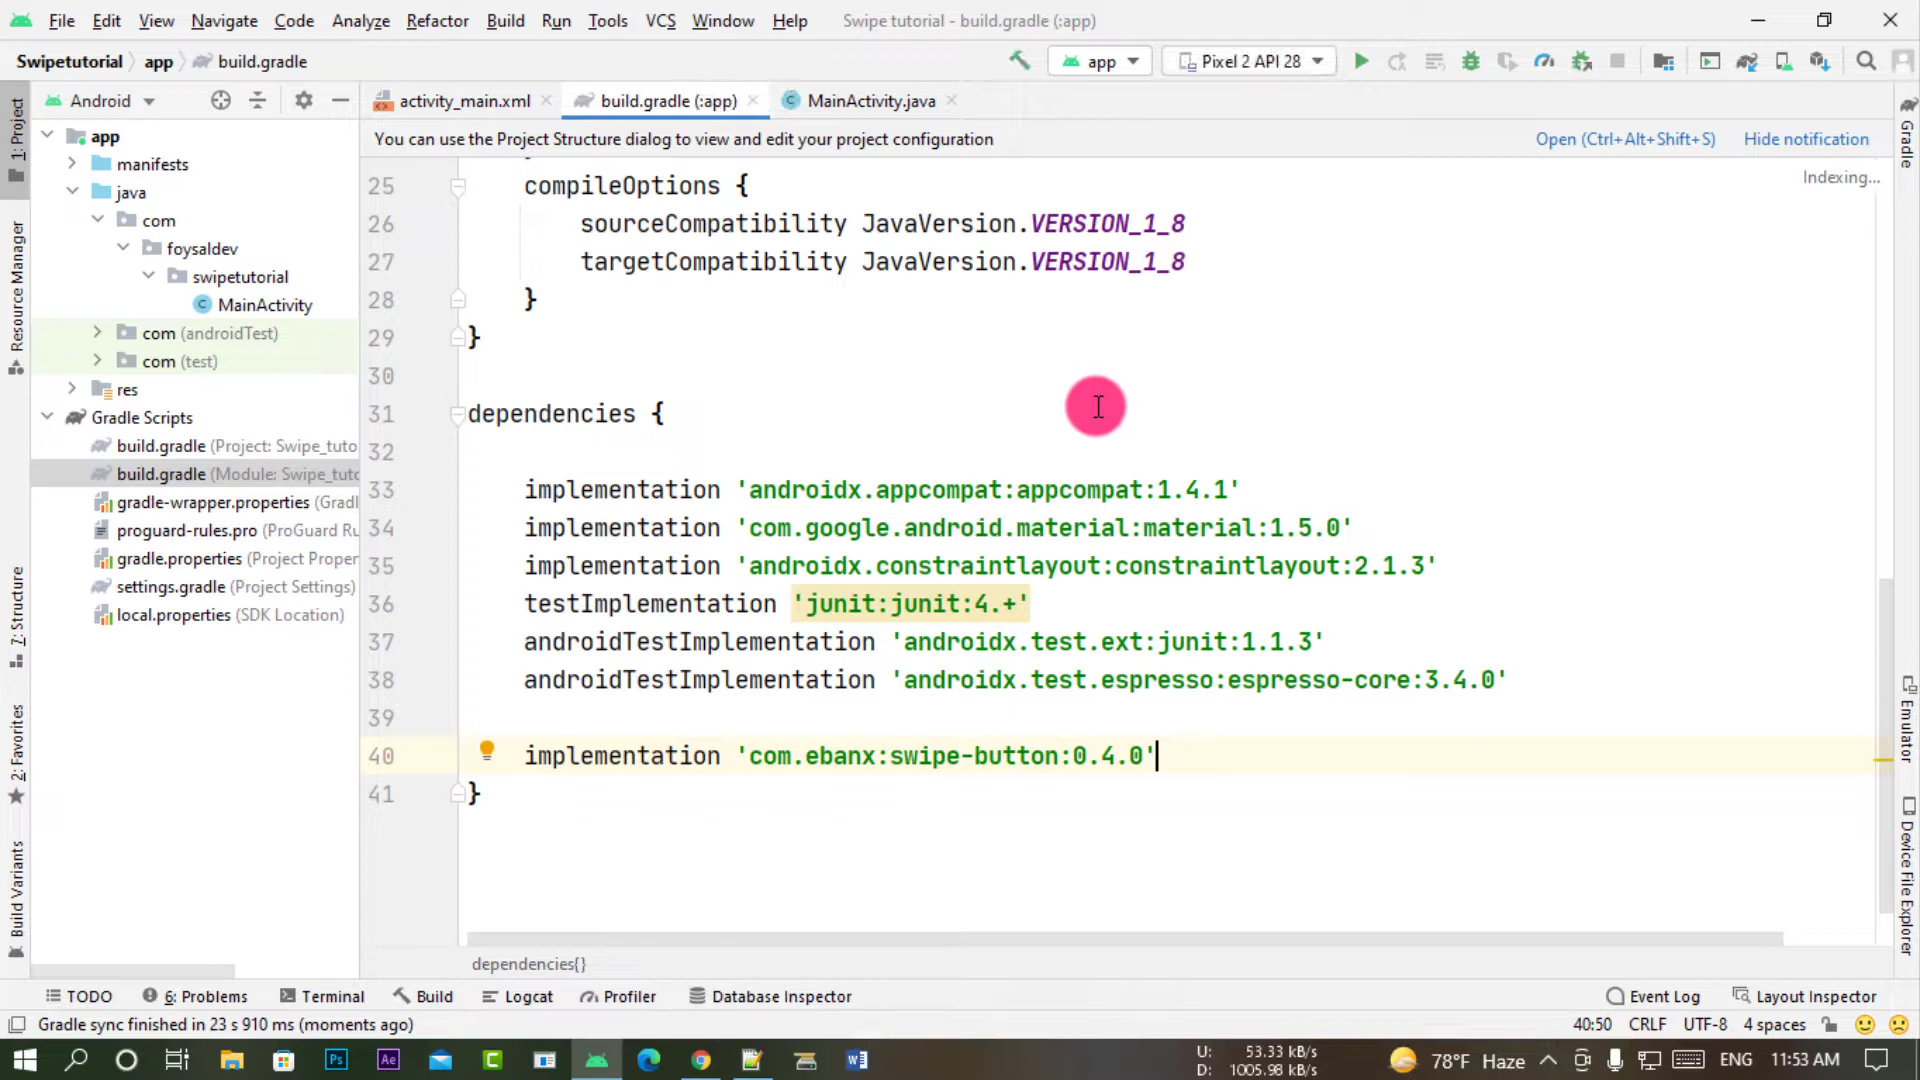 File Edit View Navigate Code Analyze Refactor Build Run Tools VCS Window Help Swipe tutorial - build.gradle (:app)
Swipetutorial app build.gradle app Pixel 2 API 28
Android activity_main.xml build.gradle (:app) MainActivity.java
You can use the Project Structure dialog to view and edit your project configuration Open (Ctrl+Alt+Shift+S) Hide notification
Indexing...
1: Project
Resource Manager
7: Structure
2: Favorites
Build Variants
app
manifests
java
com
foysaldev
swipetutorial
MainActivity
com (androidTest)
com (test)
res
Gradle Scripts
build.gradle (Project: Swipe_tuto
build.gradle (Module: Swipe_tuto
gradle-wrapper.properties (Gradl
proguard-rules.pro (ProGuard Ru
gradle.properties (Project Proper
settings.gradle (Project Settings)
local.properties (SDK Location)
25 compileOptions {
26 sourceCompatibility JavaVersion.VERSION_1_8
27 targetCompatibility JavaVersion.VERSION_1_8
28 }
29 }
30
31 dependencies {
32
33 implementation 'androidx.appcompat:appcompat:1.4.1'
34 implementation 'com.google.android.material:material:1.5.0'
35 implementation 'androidx.constraintlayout:constraintlayout:2.1.3'
36 testImplementation 'junit:junit:4.+'
37 androidTestImplementation 'androidx.test.ext:junit:1.1.3'
38 androidTestImplementation 'androidx.test.espresso:espresso-core:3.4.0'
39
40 implementation 'com.ebanx:swipe-button:0.4.0'
41 }
dependencies{}
Gradle
Emulator
Device File Explorer
TODO 6: Problems Terminal Build Logcat Profiler Database Inspector Event Log Layout Inspector
Gradle sync finished in 23 s 910 ms (moments ago) 40:50 CRLF UTF-8 4 spaces
Ps Ae C
U: 53.33 kB/s
D: 1005.98 kB/s
78°F Haze ENG 11:53 AM